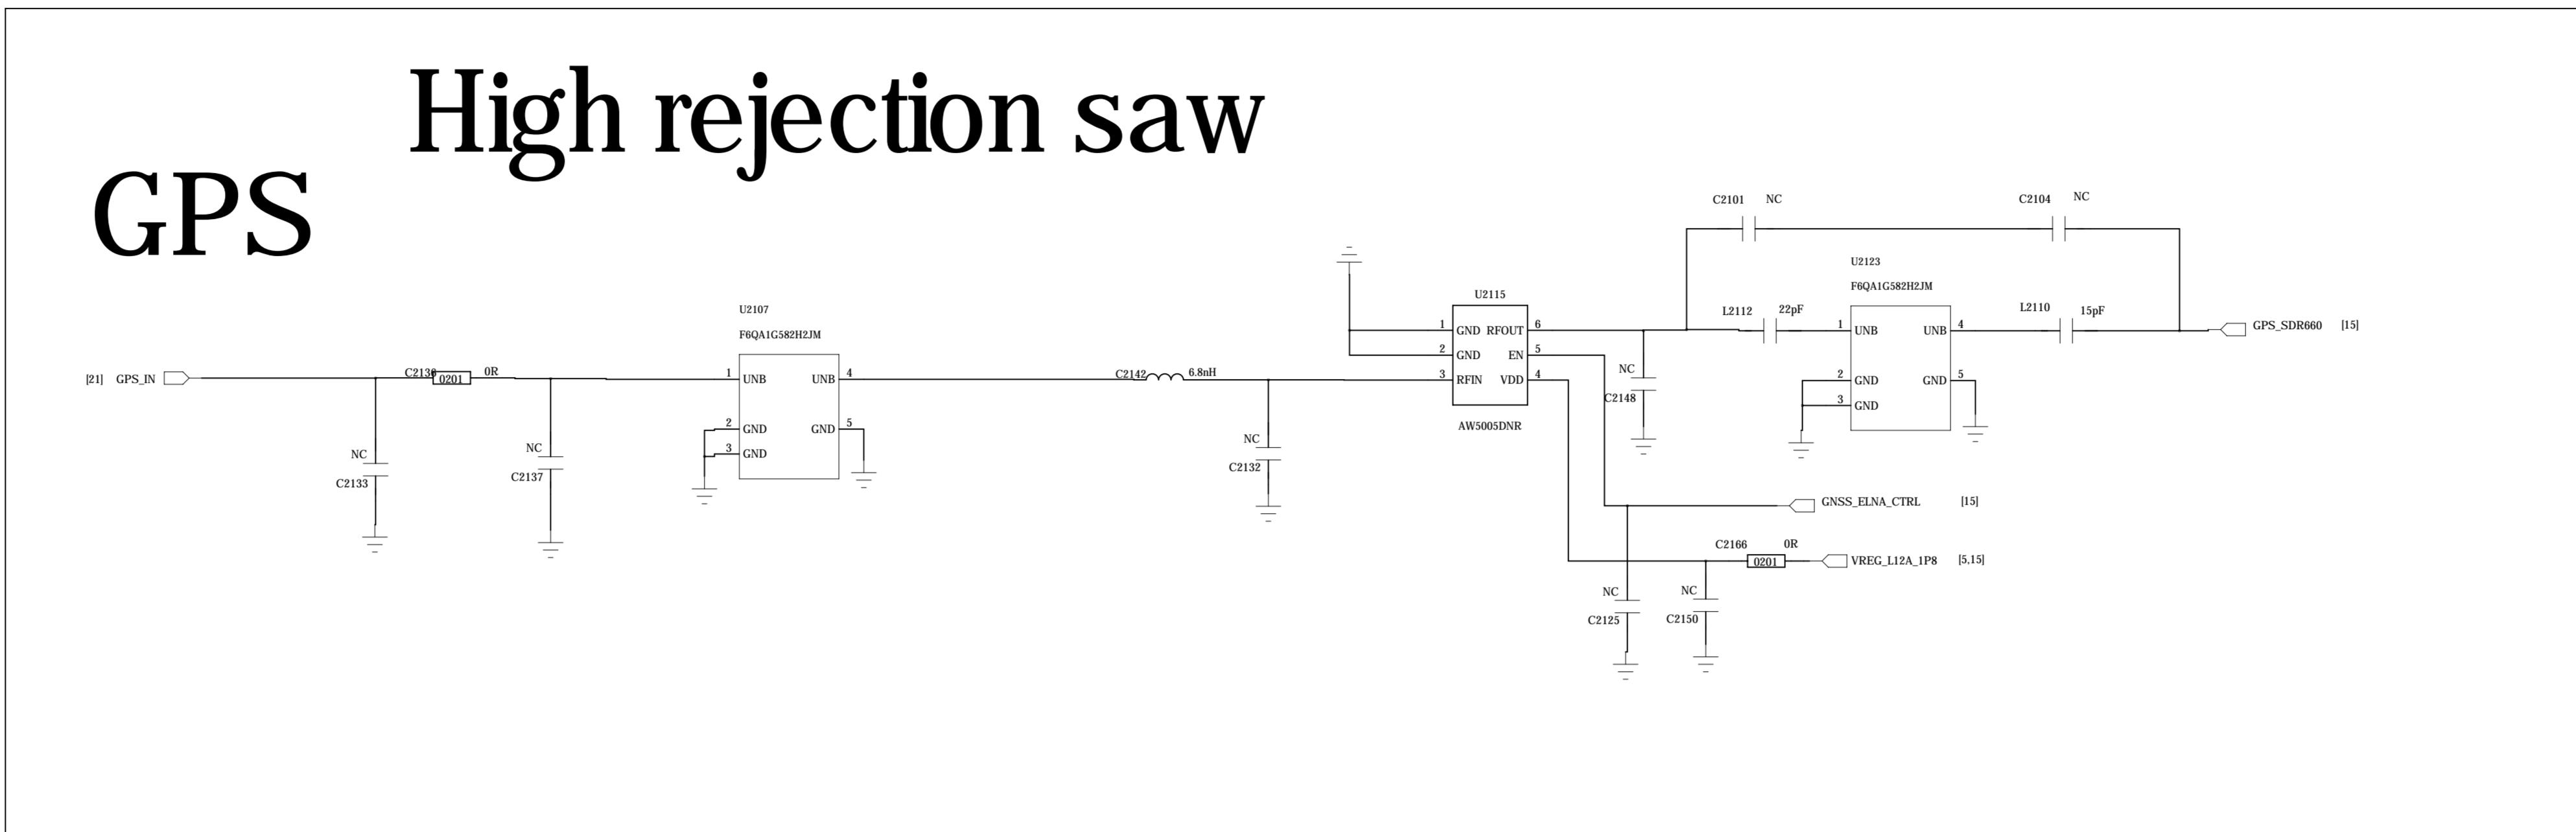 High rejection saw
GPS
C2101 NC
C2104 NC
U2123
F6QA1G582H2JM
U2115
U2107
F6QA1G582H2JM
L2112 22pF
L2110 15pF
1 GND RFOUT 6
2 GND EN 5
3 RFIN VDD 4
AW5005DNR
1 UNB UNB 4
2 GND GND 5
3 GND
GPS_SDR660 [15]
[21] GPS_IN
C2130 0201 0R
1 UNB UNB 4
2 GND GND 5
3 GND
C2142 6.8nH
NC
C2148
NC
C2133
NC
C2137
NC
C2132
GNSS_ELNA_CTRL [15]
C2166 0R
0201
VREG_L12A_1P8 [5,15]
NC
C2125
NC
C2150